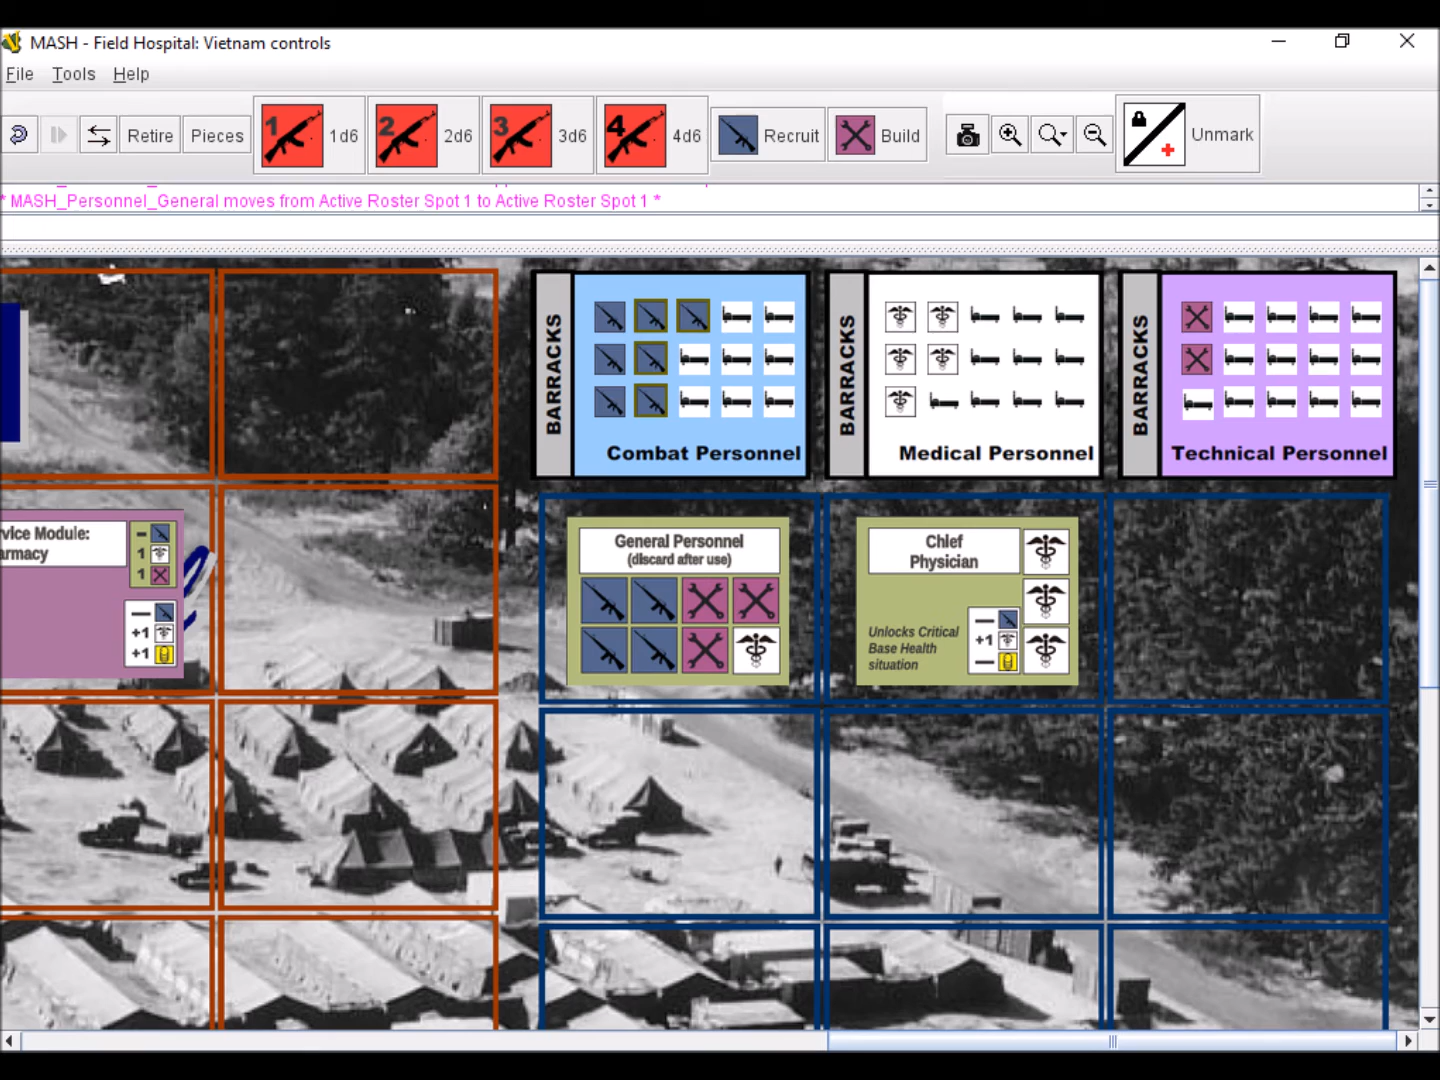 MASH - Field Hospital: Vietnam controls
File Tools Help
Retire Pieces 1 1d6 2 2d6 3 3d6 4 4d6 Recruit Build Unmark
* MASH_Personnel_General moves from Active Roster Spot 1 to Active Roster Spot 1 *
BARRACKS
Combat Personnel
BARRACKS
Medical Personnel
BARRACKS
Technical Personnel
rvice Module:
armacy
–
1
1
—
+1
+1
General Personnel
(discard after use)
Chief
Physician
Unlocks Critical
Base Health
situation
—
+1
—